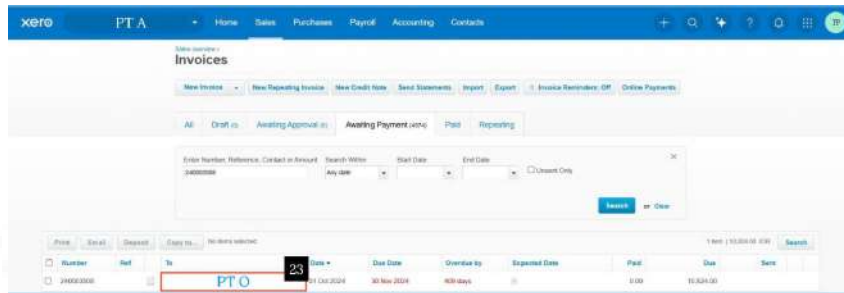 xero PT A Home Sales Purchases Payroll Accounting Contacts
Sales overview ›
Invoices
New Invoice New Repeating Invoice New Credit Note Send Statements Import Export Invoice Reminders: Off Online Payments
All Draft Awaiting Approval Awaiting Payment Paid Repeating
Enter Number, Reference, Contact or Amount Search Within Start Date End Date
Any date Unsent Only
Search or Clear
Print Email Deposit Copy to... No items selected 1 item Search
Number Ref To Date Due Date Overdue by Expected Date Paid Due Sent
PT O 23 01 Oct 2024 30 Nov 2024 days 0.00